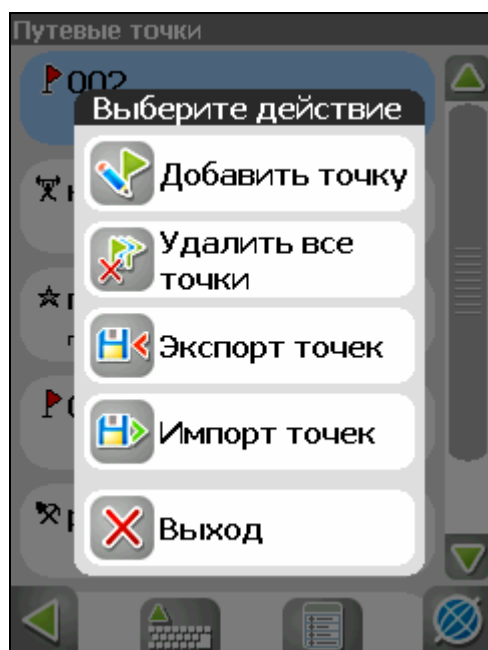 Путевые точки
002
Выберите действие
Добавить точку
Удалить все
точки
Экспорт точек
Импорт точек
Выход